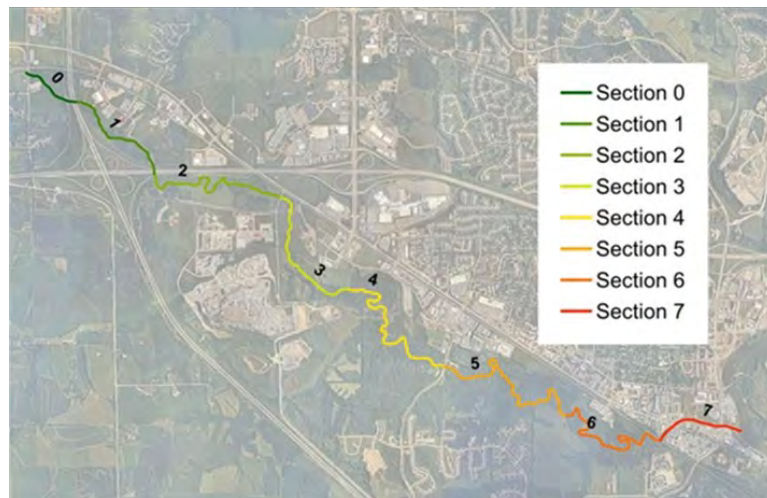 0
1
2
3
4
5
6
7
Section 0
Section 1
Section 2
Section 3
Section 4
Section 5
Section 6
Section 7